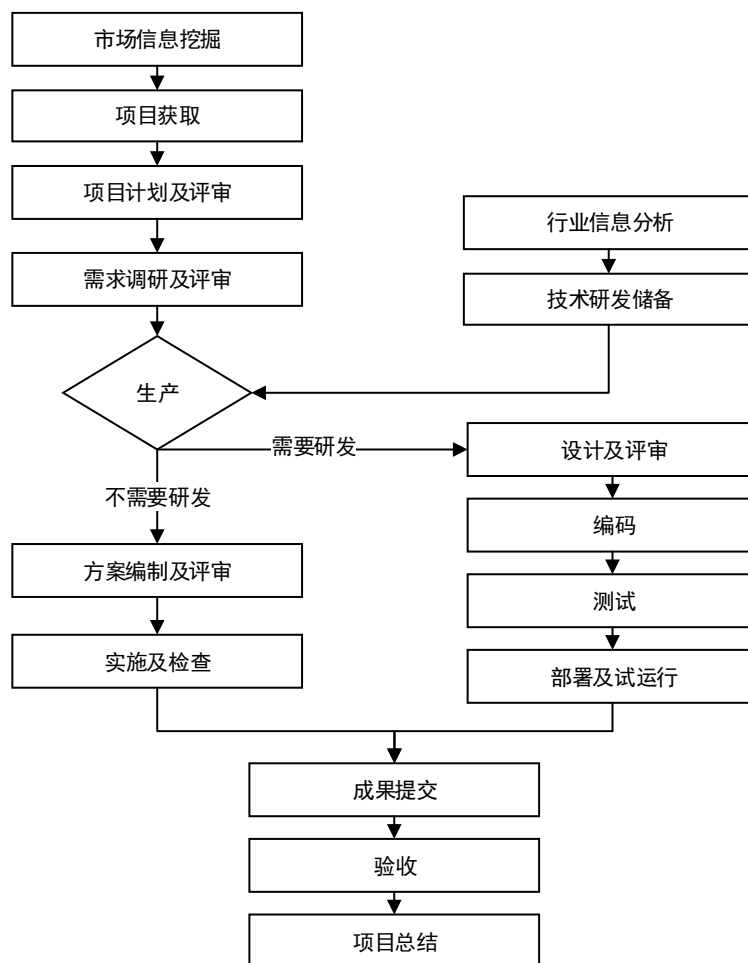 市场信息挖掘
项目获取
项目计划及评审
需求调研及评审
行业信息分析
技术研发储备
生产
需要研发
不需要研发
设计及评审
编码
测试
部署及试运行
方案编制及评审
实施及检查
成果提交
验收
项目总结